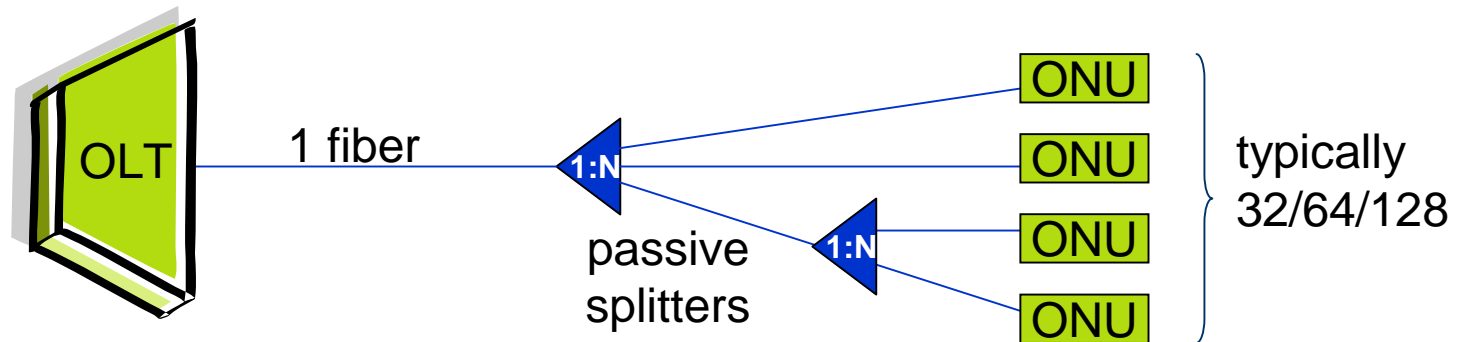 OLT
1 fiber
1:N
passive
splitters
1:N
ONU
ONU
ONU
ONU
typically
32/64/128